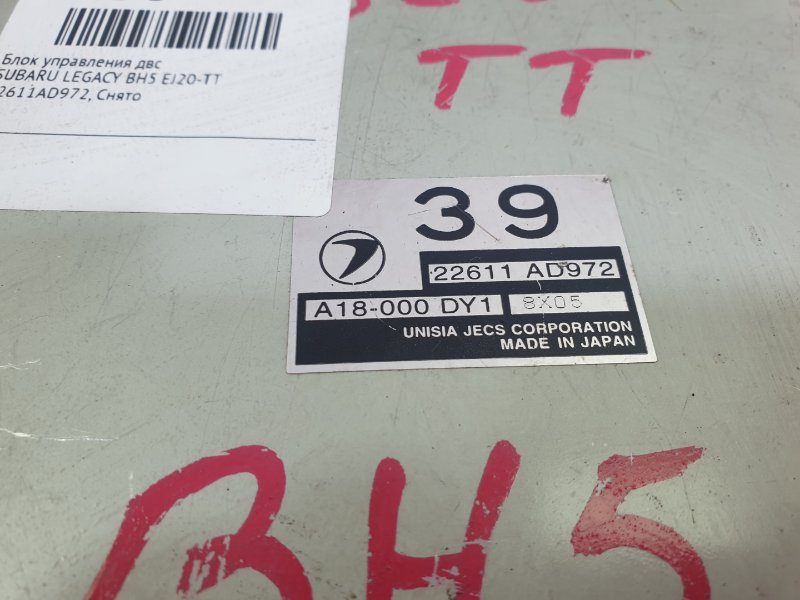 Блок управления двс
SUBARU LEGACY BH5 EJ20-TT
22611AD972, Снято
TT
39
22611 AD972
A18-000 DY1 8X05
UNISIA JECS CORPORATION
MADE IN JAPAN
BH5